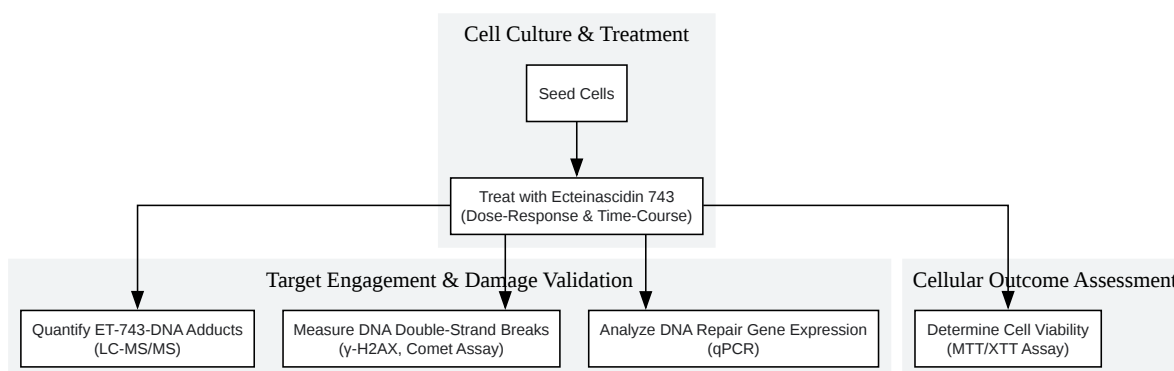 Cell Culture & Treatment
Seed Cells
Treat with Ecteinascidin 743
(Dose-Response & Time-Course)
Target Engagement & Damage Validation
Cellular Outcome Assessment
Quantify ET-743-DNA Adducts
(LC-MS/MS)
Measure DNA Double-Strand Breaks
(γ-H2AX, Comet Assay)
Analyze DNA Repair Gene Expression
(qPCR)
Determine Cell Viability
(MTT/XTT Assay)